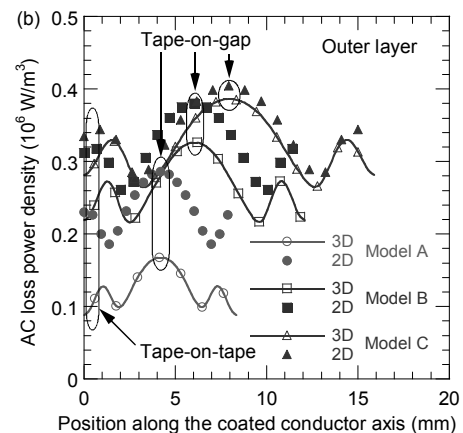 (b)
0.5
0.4
0.3
0.2
0.1
0
AC loss power density (10⁶ W/m³)
Tape-on-gap
Outer layer
3D
2D
Model A
3D
2D
Model B
3D
2D
Model C
Tape-on-tape
0 5 10 15 20
Position along the coated conductor axis (mm)